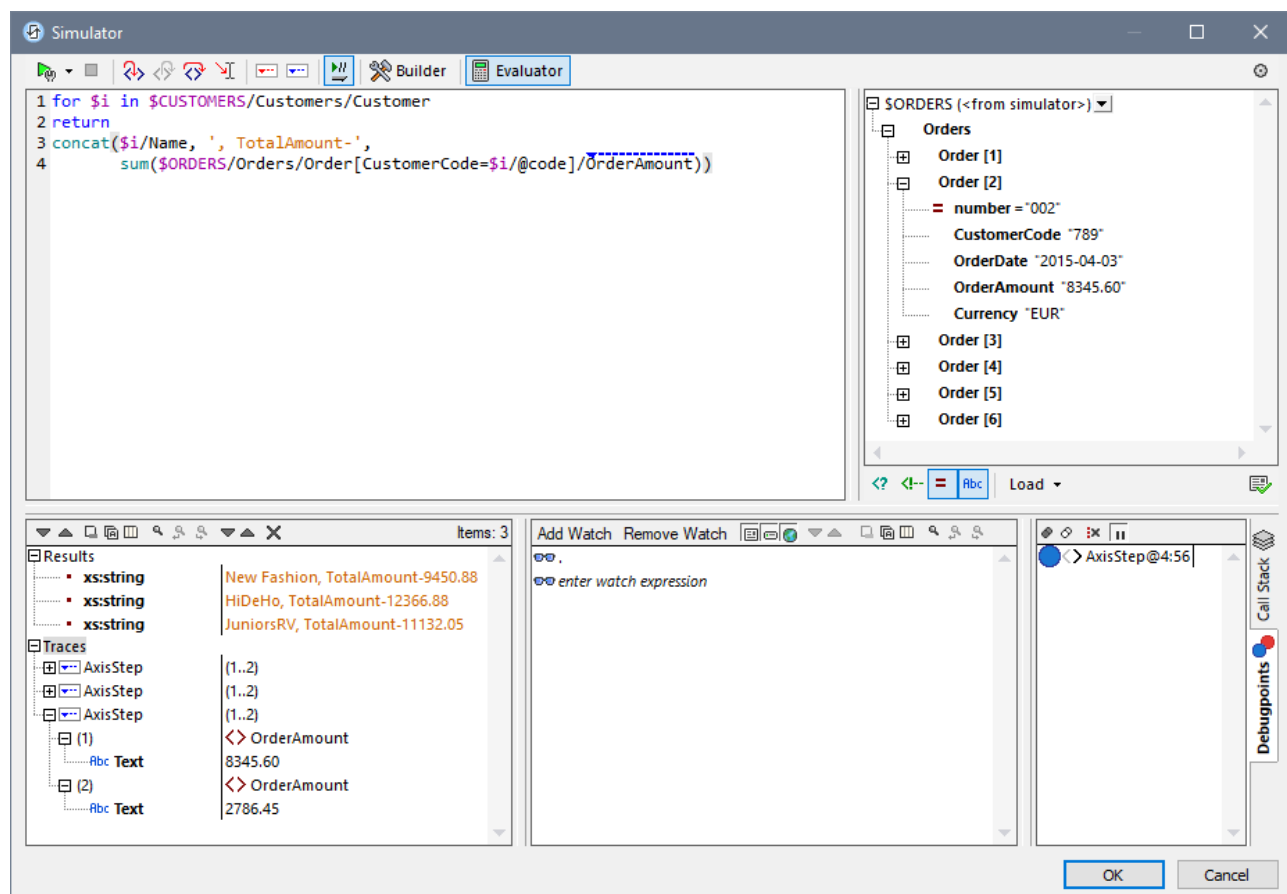 Simulator
Builder
Evaluator
1 for $i in $CUSTOMERS/Customers/Customer
2 return
3 concat($i/Name, ', TotalAmount-',
4 sum($ORDERS/Orders/Order[CustomerCode=$i/@code]/OrderAmount))
$ORDERS (<from simulator>)
Orders
Order [1]
Order [2]
= number ="002"
CustomerCode "789"
OrderDate "2015-04-03"
OrderAmount "8345.60"
Currency "EUR"
Order [3]
Order [4]
Order [5]
Order [6]
<? <!-- = Abc Load
Items: 3
Results
xs:string New Fashion, TotalAmount-9450.88
xs:string HiDeHo, TotalAmount-12366.88
xs:string JuniorsRV, TotalAmount-11132.05
Traces
AxisStep (1..2)
AxisStep (1..2)
AxisStep (1..2)
(1) <> OrderAmount
Abc Text 8345.60
(2) <> OrderAmount
Abc Text 2786.45
Add Watch Remove Watch
.
enter watch expression
<> AxisStep@4:56
Call Stack
Debugpoints
OK Cancel